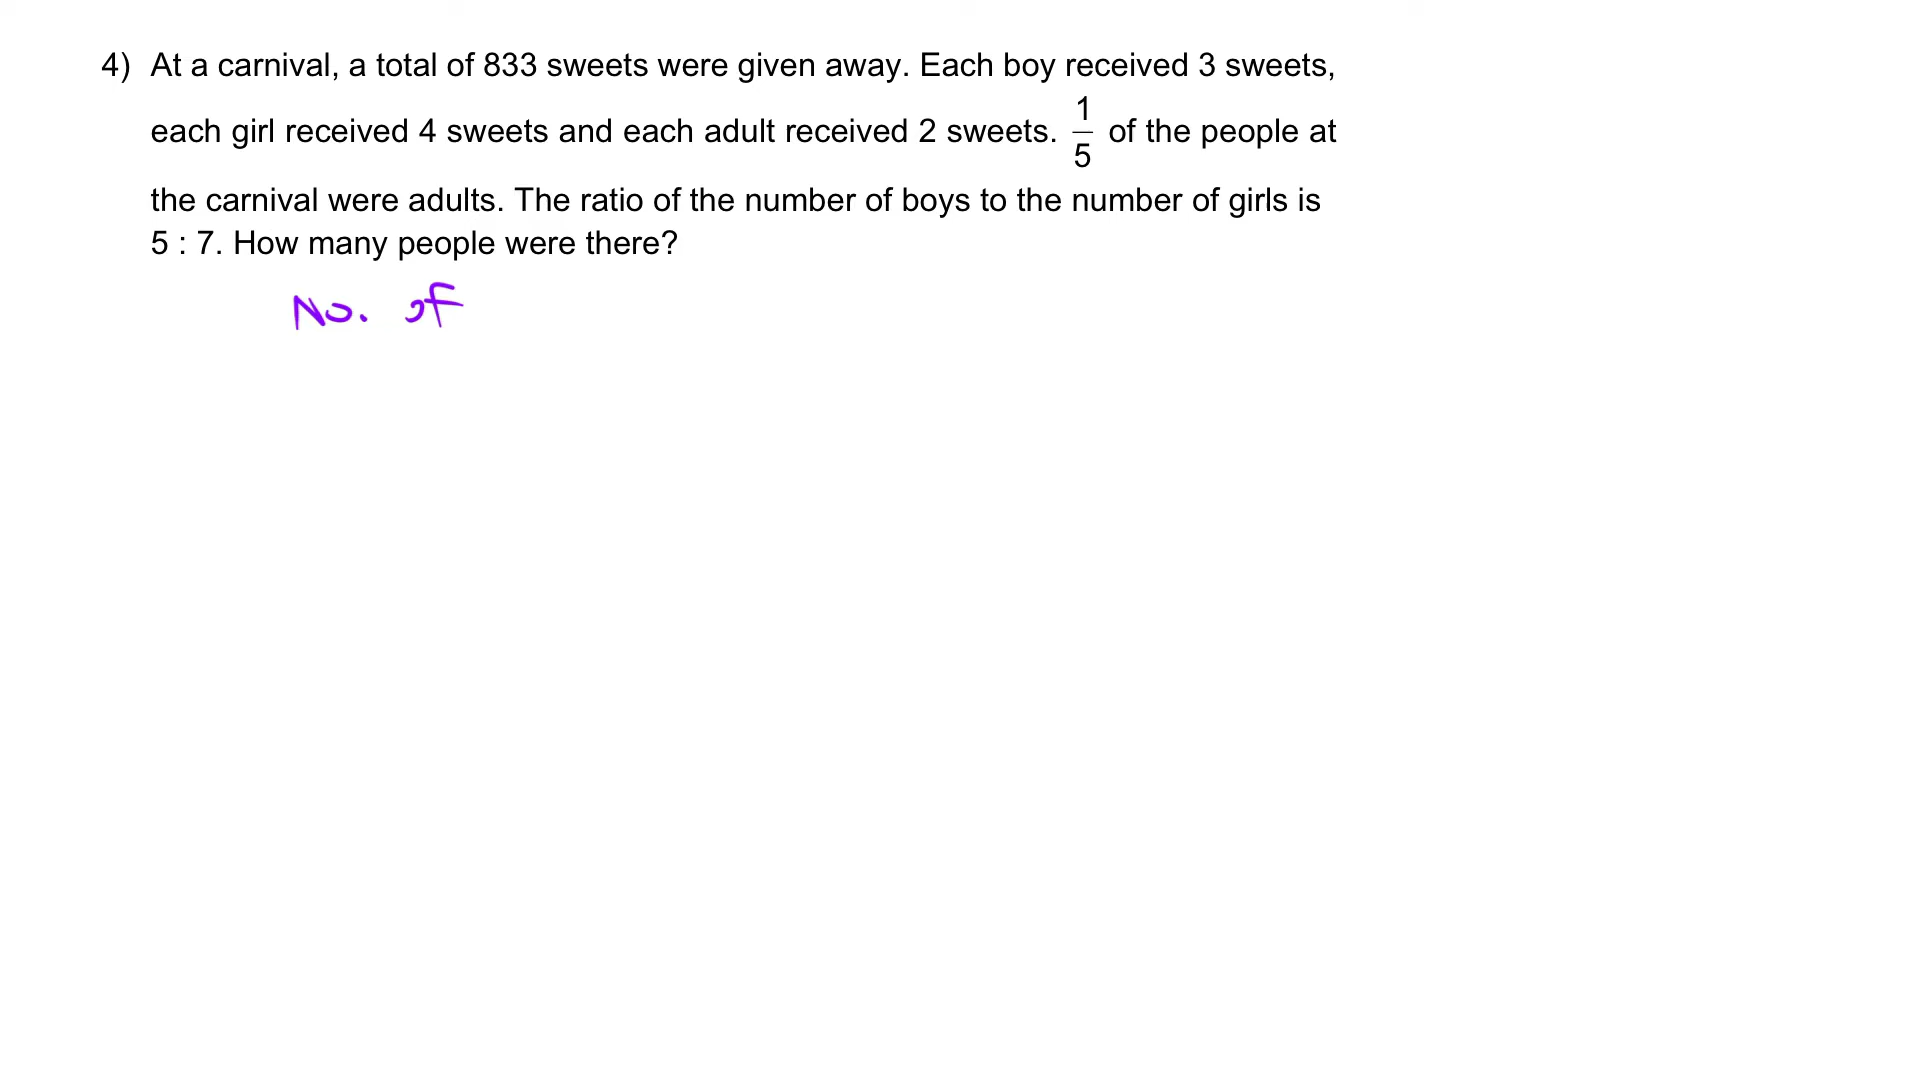 4) At a carnival, a total of 833 sweets were given away. Each boy received 3 sweets,
each girl received 4 sweets and each adult received 2 sweets. 1/5 of the people at
the carnival were adults. The ratio of the number of boys to the number of girls is
5 : 7. How many people were there?
No. of